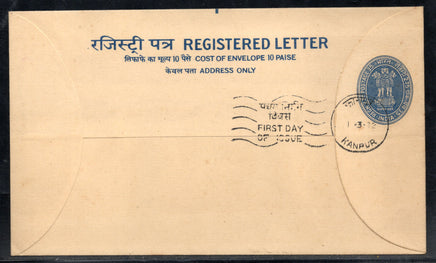 रजिस्ट्री पत्र REGISTERED LETTER
लिफाफे का मूल्य 10 पैसे COST OF ENVELOPE 10 PAISE
केवल पता ADDRESS ONLY
दिवस
FIRST DAY
OF ISSUE
KANPUR